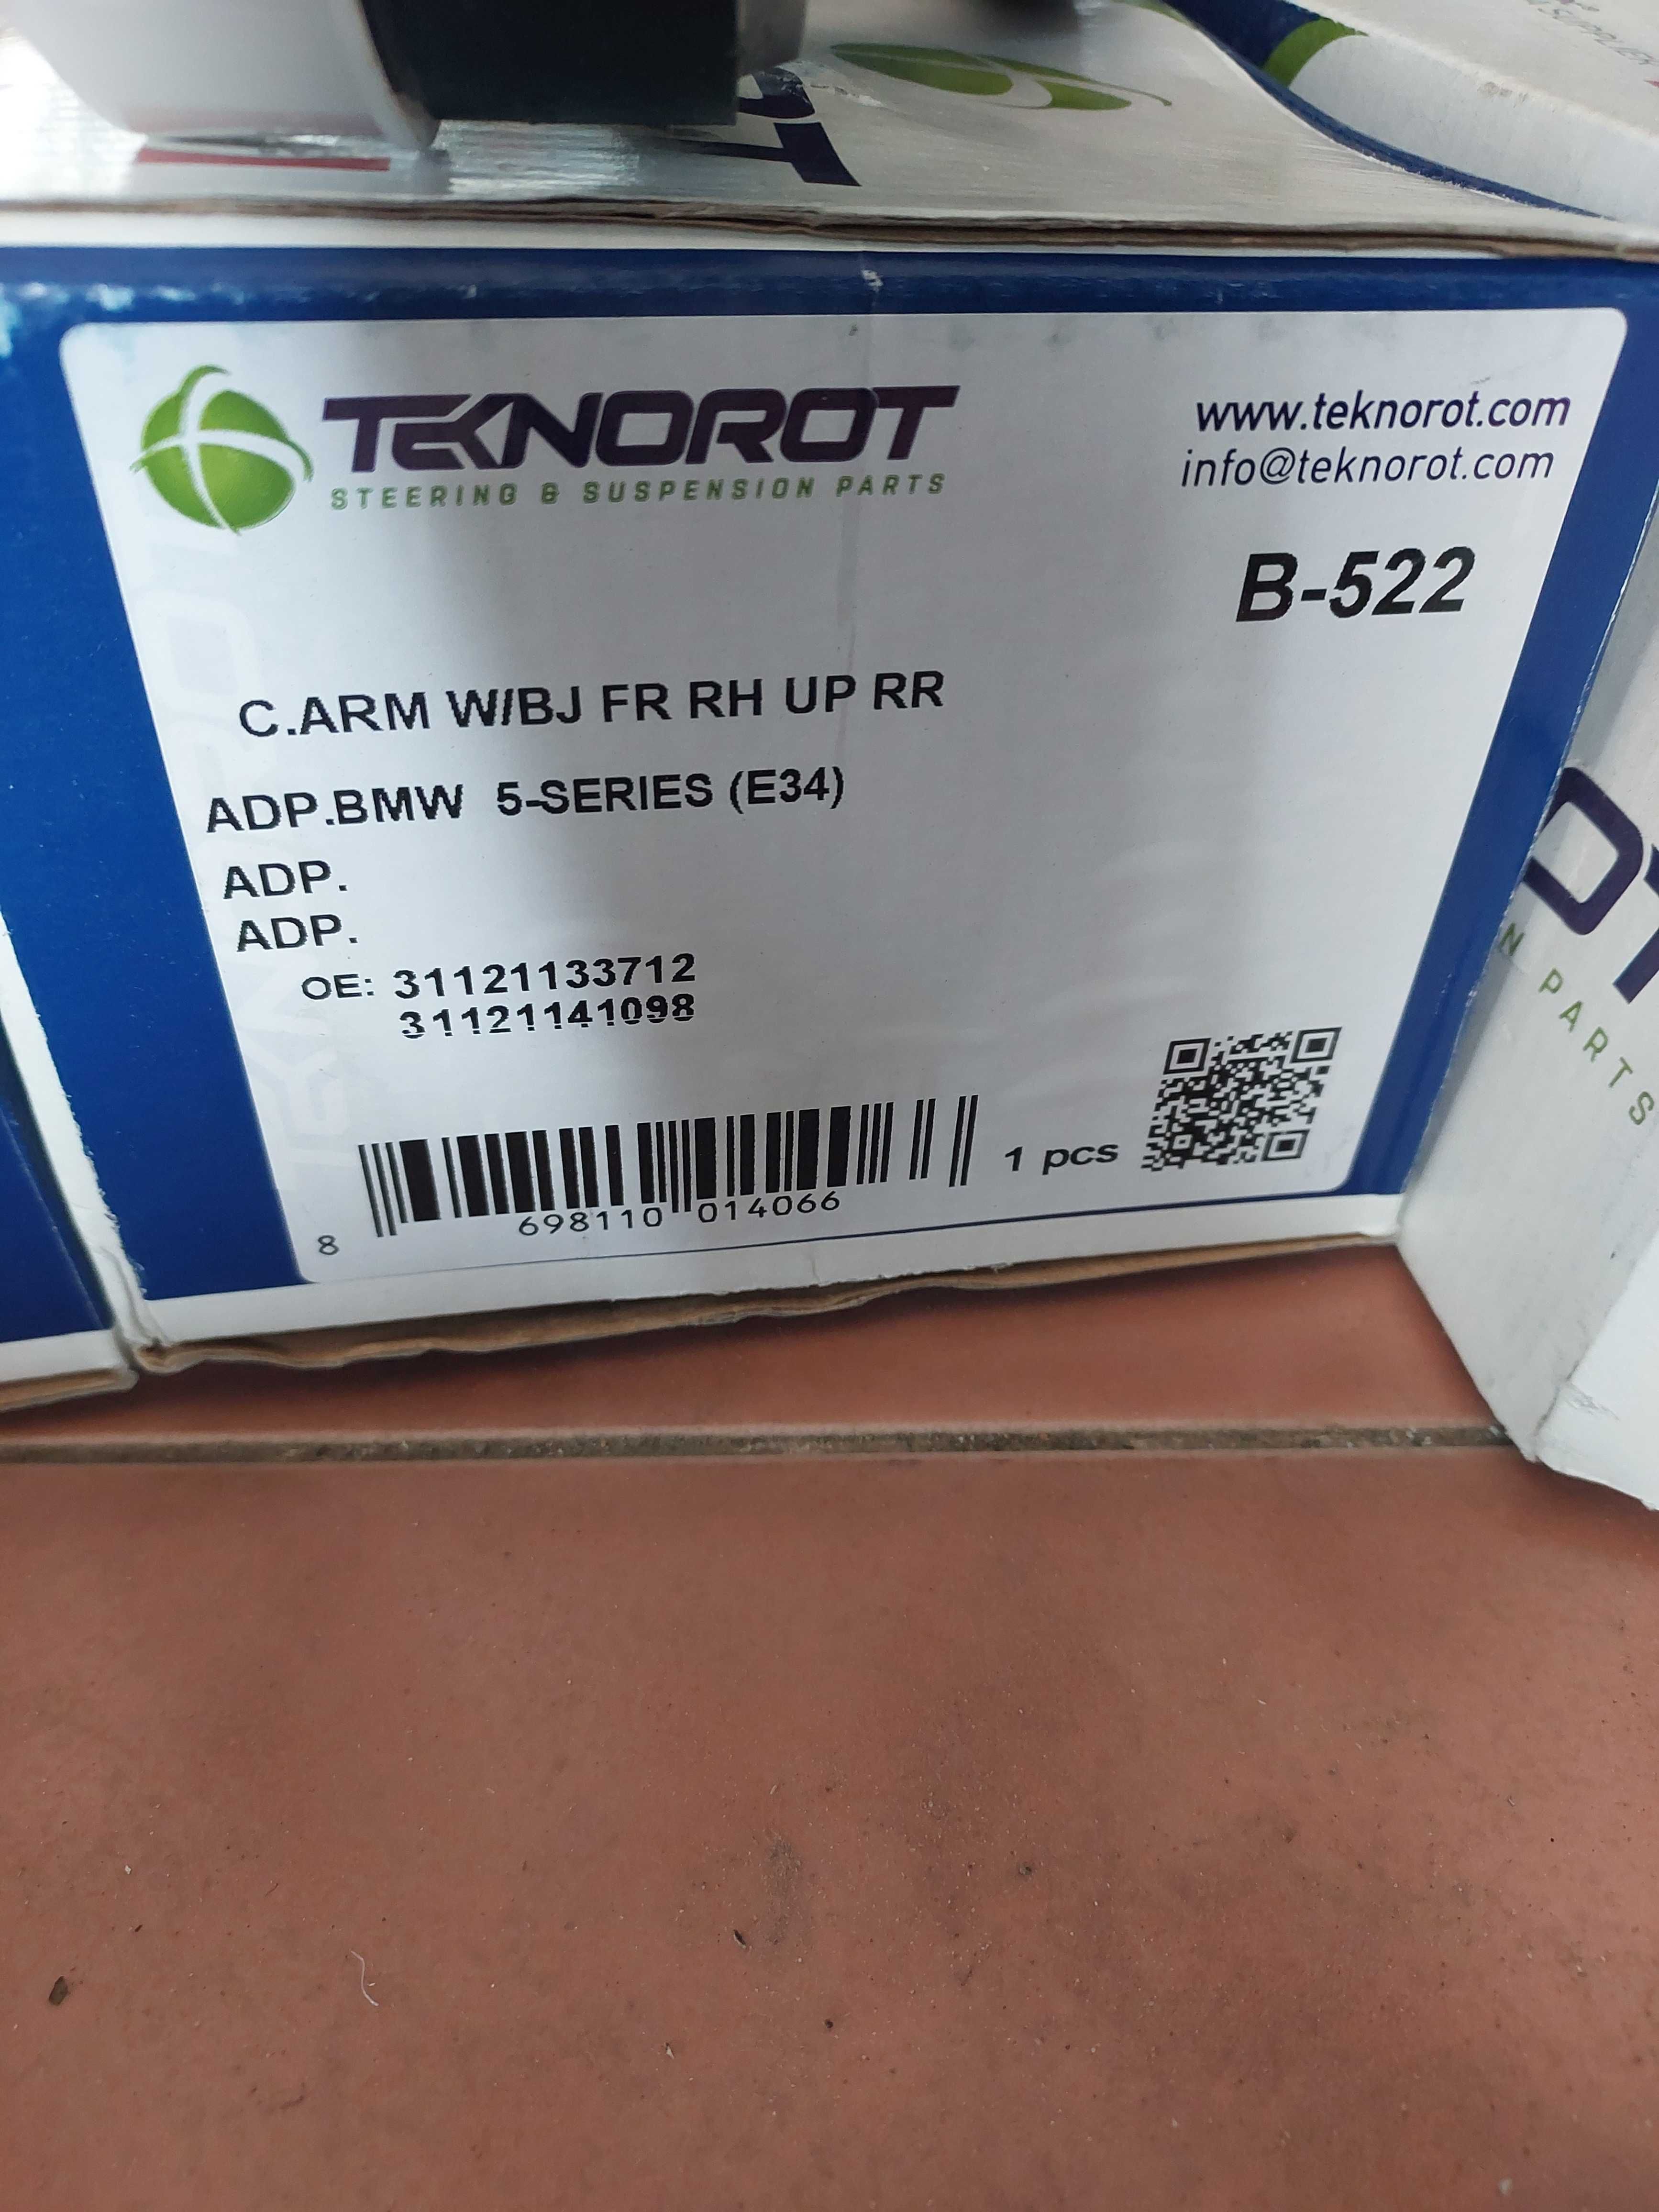 TEKNOROT
STEERING & SUSPENSION PARTS
www.teknorot.com
info@teknorot.com
B-522
C.ARM W/BJ FR RH UP RR
ADP.BMW 5-SERIES (E34)
ADP.
ADP.
OE: 31121133712
31121141098
1 pcs
8 698110 014066
PARTS